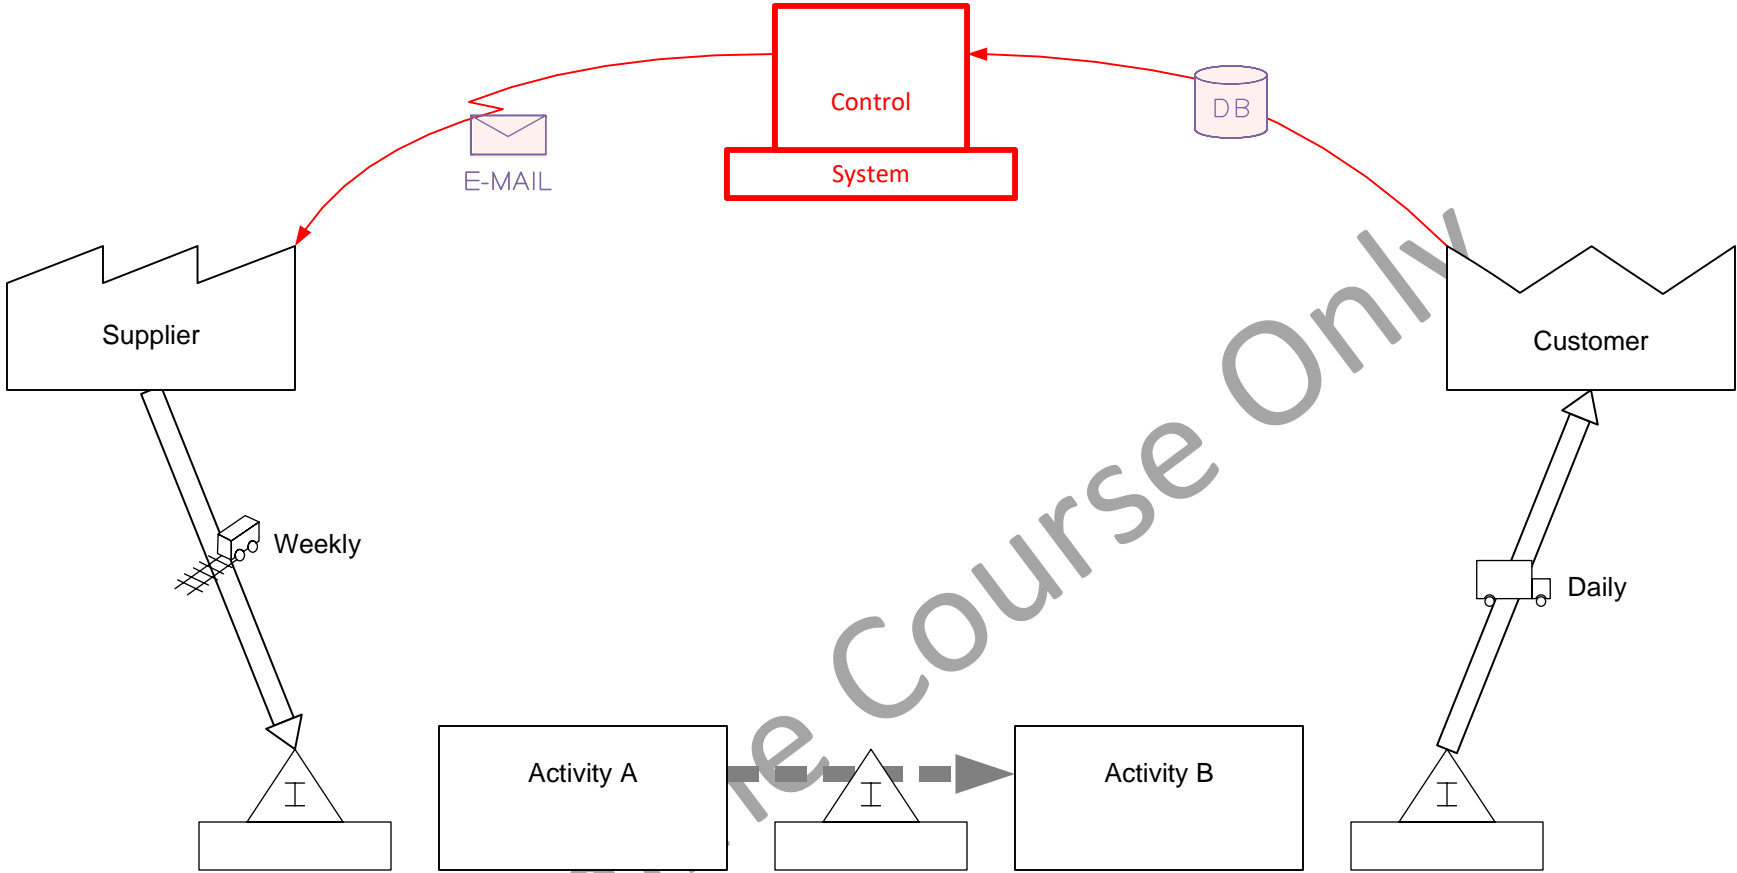 Control
System
DB
E-MAIL
Supplier
Customer
Weekly
Daily
Activity A
Activity B
I
I
I
Course Only